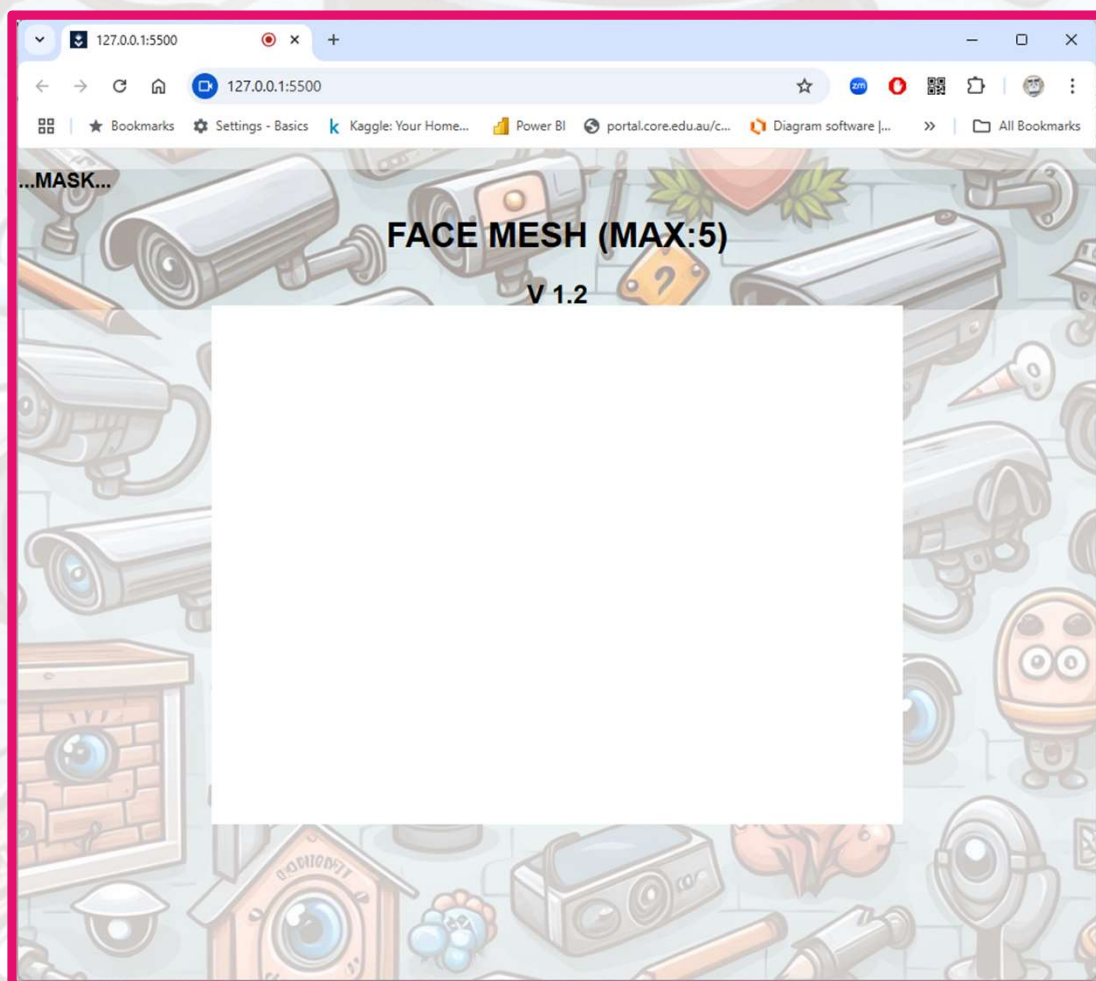 127.0.0.1:5500
127.0.0.1:5500
zm
Bookmarks
Settings - Basics
k Kaggle: Your Home...
Power BI
portal.core.edu.au/c...
Diagram software |...
»
All Bookmarks
...MASK...
FACE MESH (MAX:5)
V 1.2
?